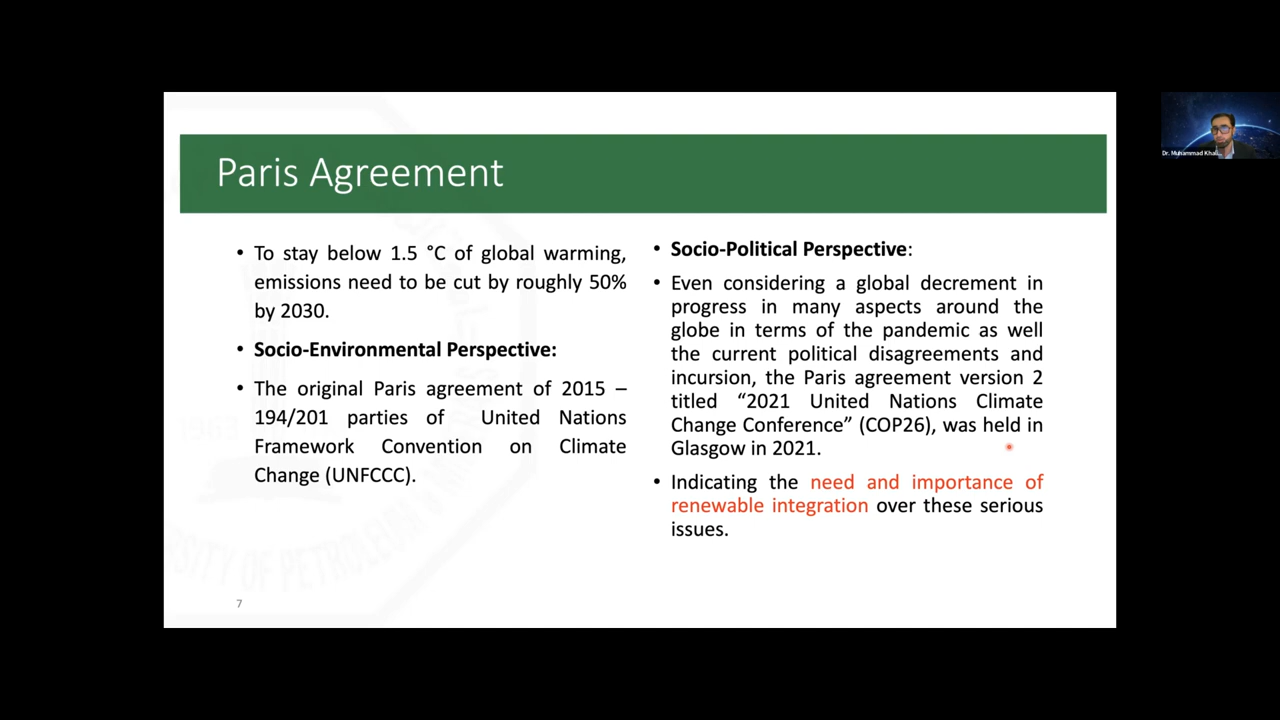 Paris Agreement
• To stay below 1.5 °C of global warming,
emissions need to be cut by roughly 50%
by 2030.
• Socio-Environmental Perspective:
• The original Paris agreement of 2015 –
194/201 parties of United Nations
Framework Convention on Climate
Change (UNFCCC).
• Socio-Political Perspective:
• Even considering a global decrement in
progress in many aspects around the
globe in terms of the pandemic as well
the current political disagreements and
incursion, the Paris agreement version 2
titled “2021 United Nations Climate
Change Conference” (COP26), was held in
Glasgow in 2021.
• Indicating the need and importance of
renewable integration over these serious
issues.
7
Dr. Muhammad
OF PETROLEUM &